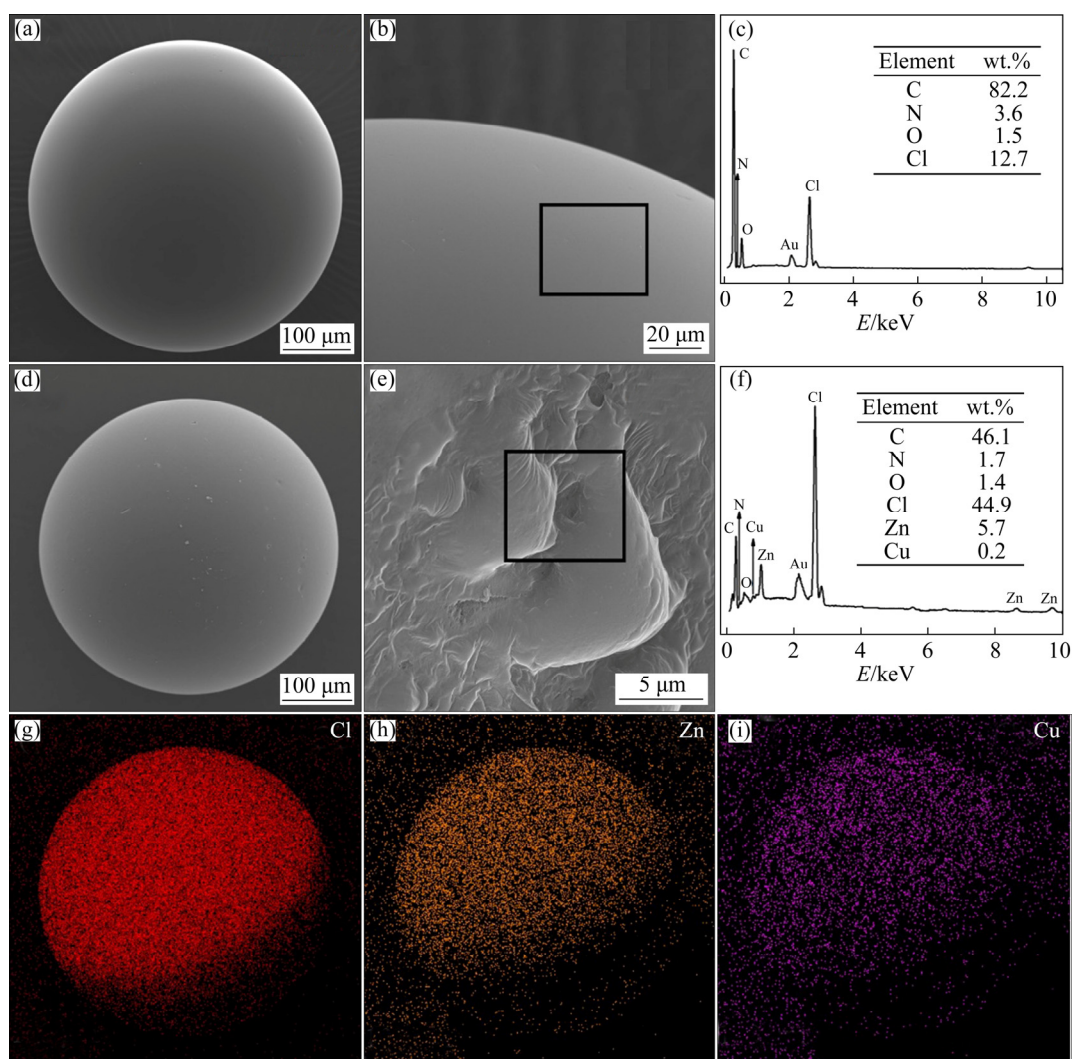 (a)
100 μm
(b)
20 μm
(c)
C
N
O
Au
Cl
Element wt.%
C 82.2
N 3.6
O 1.5
Cl 12.7
0 2 4 6 8 10
E/keV
(d)
100 μm
(e)
5 μm
(f)
C
N
O
Cu
Zn
Au
Cl
Zn
Zn
Element wt.%
C 46.1
N 1.7
O 1.4
Cl 44.9
Zn 5.7
Cu 0.2
0 2 4 6 8 10
E/keV
(g) Cl
(h) Zn
(i) Cu